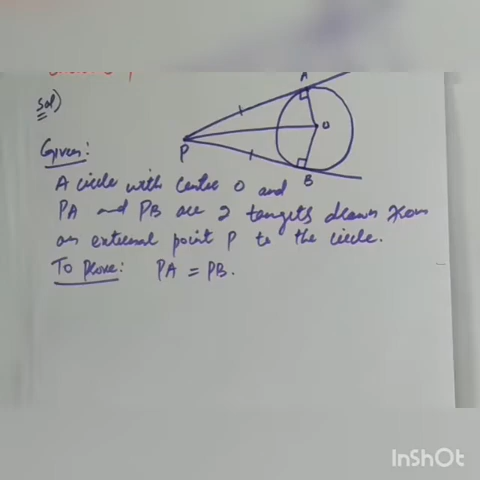 A
Sol)
O
P
Given:
B
A circle with centre O and
PA and PB are 2 tangets drawn from
an external point P to the circle.
To Prove: PA = PB.
InShOt